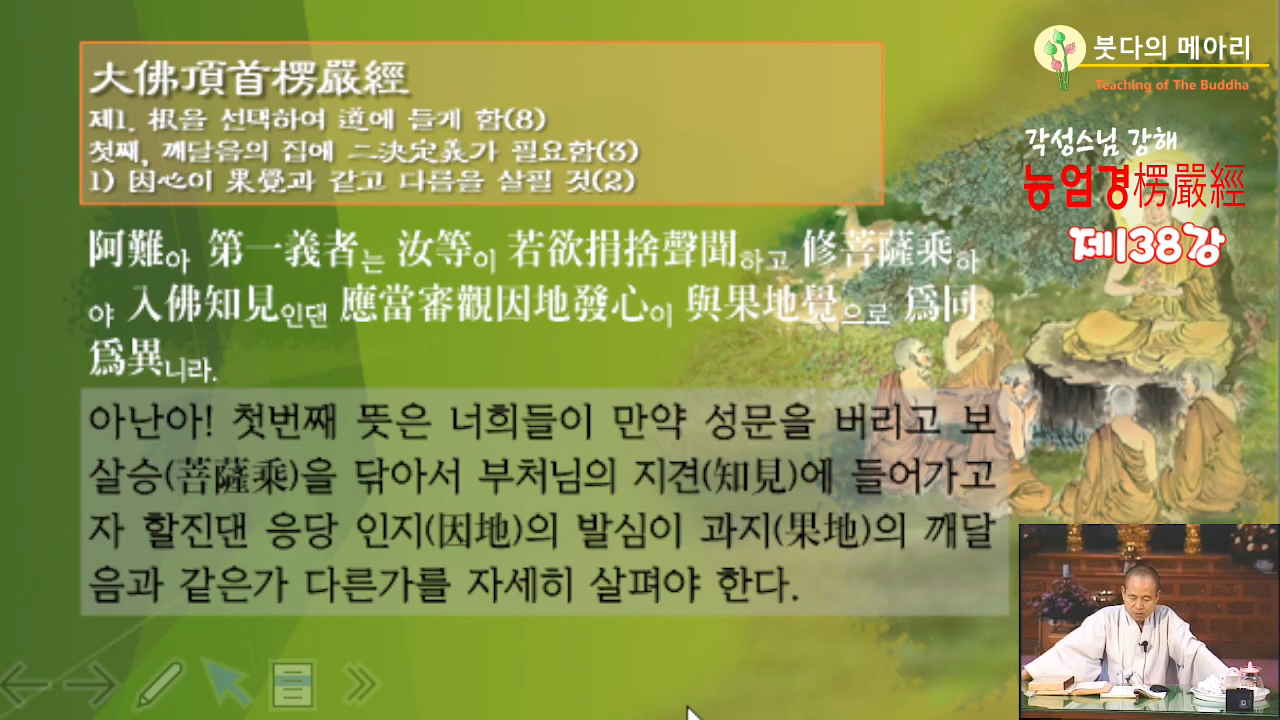 大佛頂首楞嚴經
제1. 根을 선택하여 道에 들게 함(8)
첫째, 깨달음의 집에 二決定義가 필요함(3)
1) 因心이 果覺과 같고 다름을 살필 것(2)
阿難아 第一義者는 汝等이 若欲捐捨聲聞하고 修菩薩乘하
야 入佛知見인댄 應當審觀因地發心이 與果地覺으로 爲同
爲異니라.
아난아! 첫번째 뜻은 너희들이 만약 성문을 버리고 보
살승(菩薩乘)을 닦아서 부처님의 지견(知見)에 들어가고
자 할진댄 응당 인지(因地)의 발심이 과지(果地)의 깨달
음과 같은가 다른가를 자세히 살펴야 한다.
붓다의 메아리
Teaching of The Buddha
각성스님 강해
능엄경楞嚴經
제138강